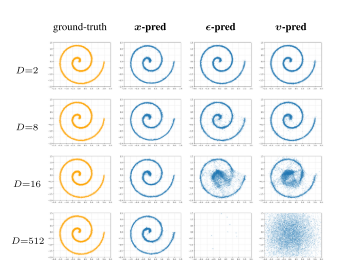 ground-truth x-pred ϵ-pred v-pred
D=2
D=8
D=16
D=512